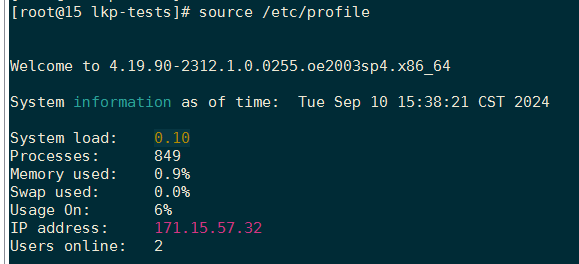 [root@15 lkp-tests]# source /etc/profile
Welcome to 4.19.90-2312.1.0.0255.oe2003sp4.x86_64
System information as of time:  Tue Sep 10 15:38:21 CST 2024
System load:    0.10
Processes:      849
Memory used:    0.9%
Swap used:      0.0%
Usage On:       6%
IP address:     171.15.57.32
Users online:   2